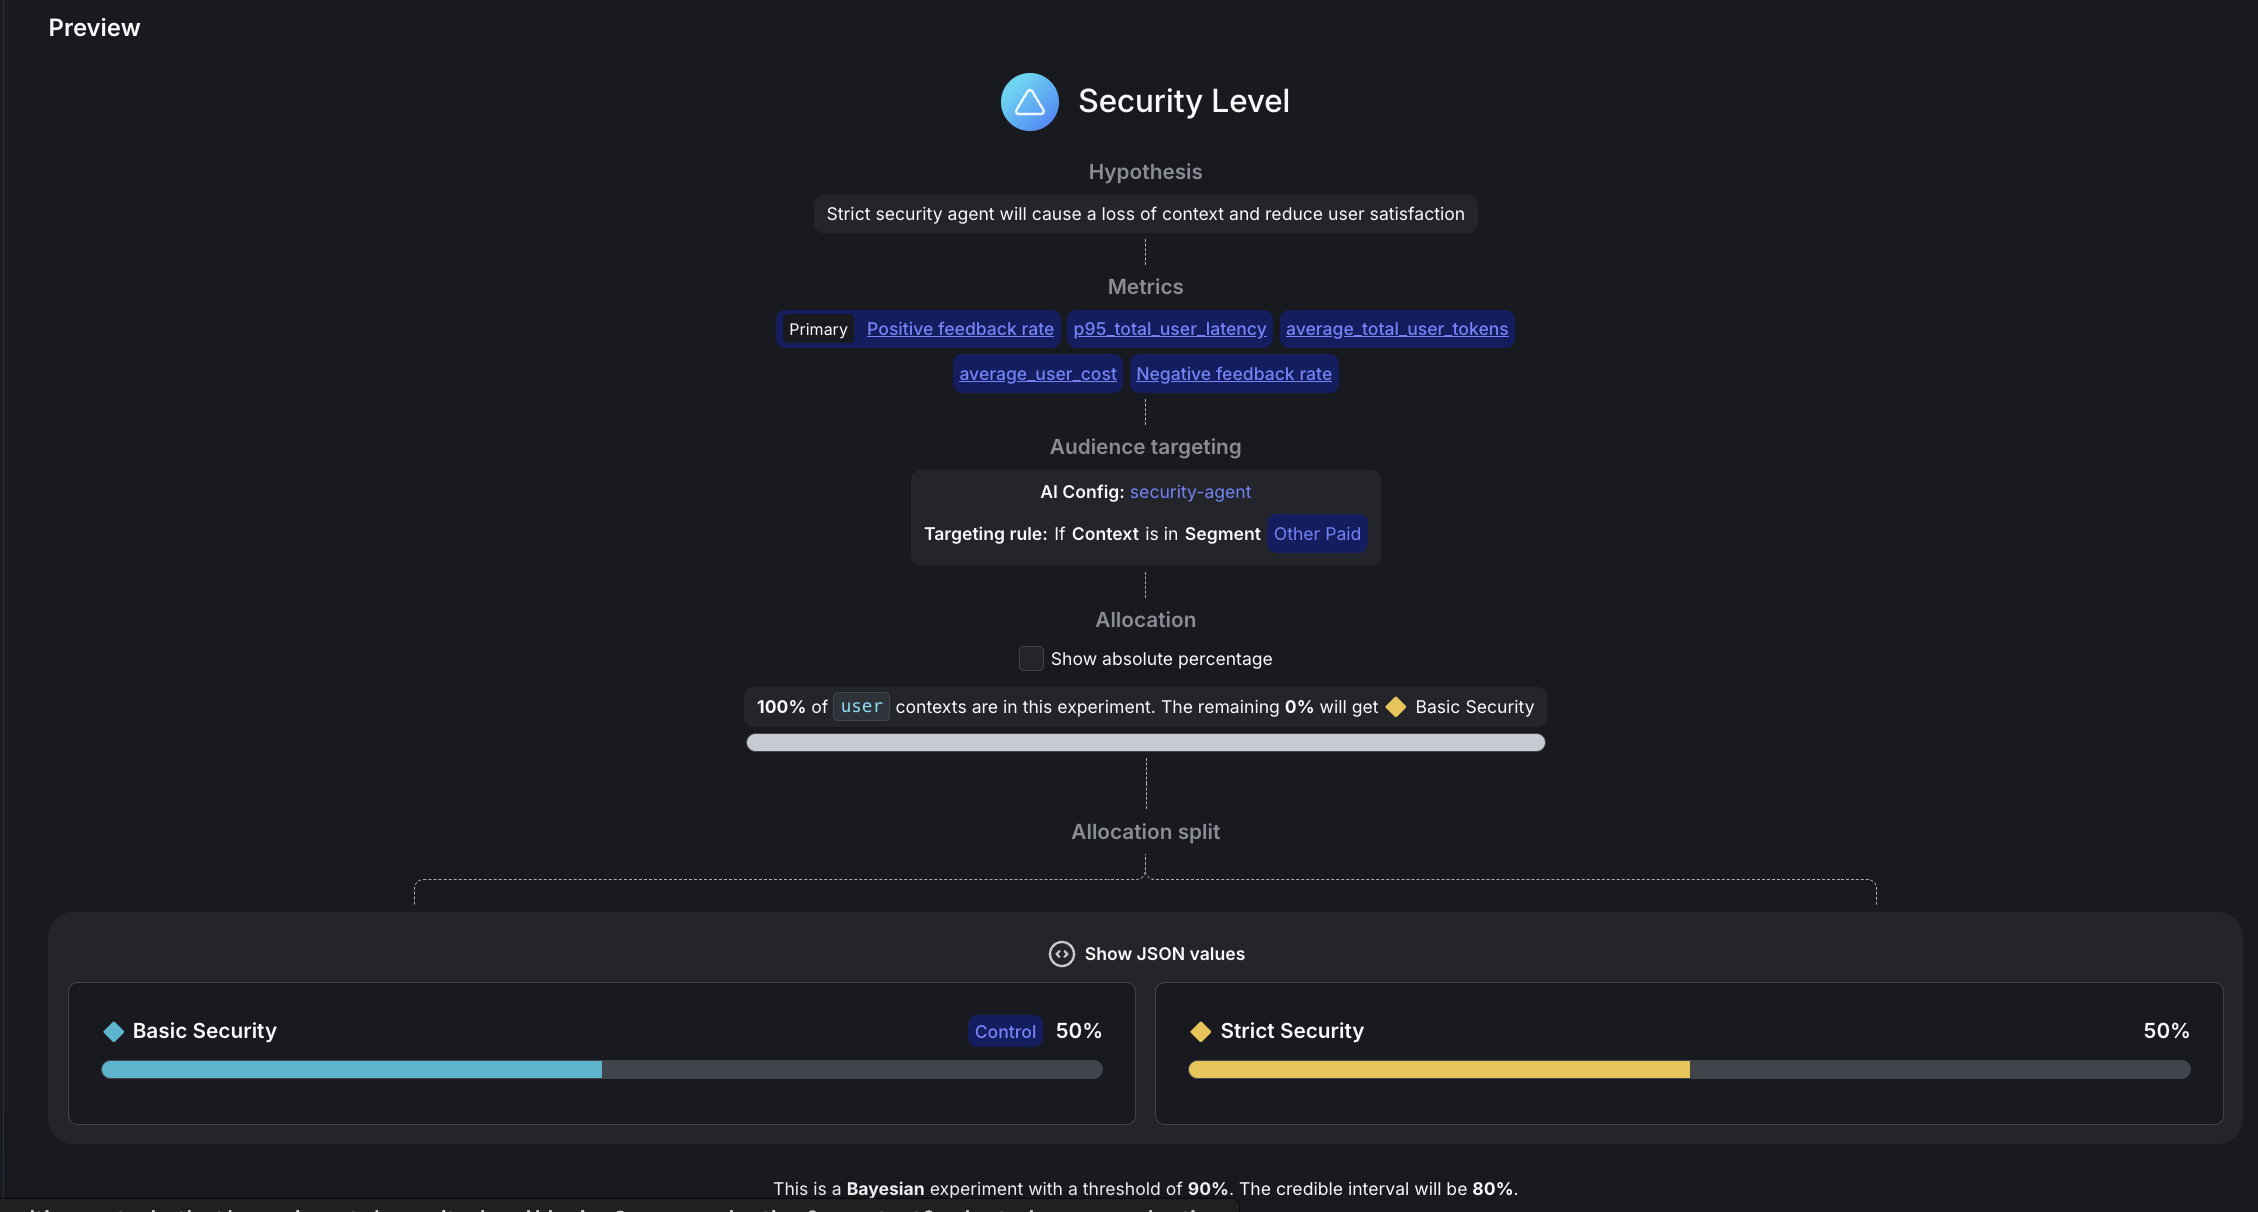 Preview
Security Level
Hypothesis
Strict security agent will cause a loss of context and reduce user satisfaction
Metrics
Primary Positive feedback rate p95_total_user_latency average_total_user_tokens
average_user_cost Negative feedback rate
Audience targeting
AI Config: security-agent
Targeting rule: If Context is in Segment Other Paid
Allocation
Show absolute percentage
100% of user contexts are in this experiment. The remaining 0% will get Basic Security
Allocation split
Show JSON values
Basic Security Control 50%
Strict Security 50%
This is a Bayesian experiment with a threshold of 90%. The credible interval will be 80%.